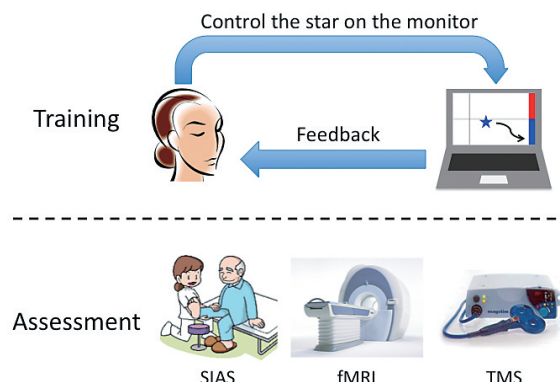 Control the star on the monitor
Training
Feedback
Assessment
SIAS
fMRI
TMS